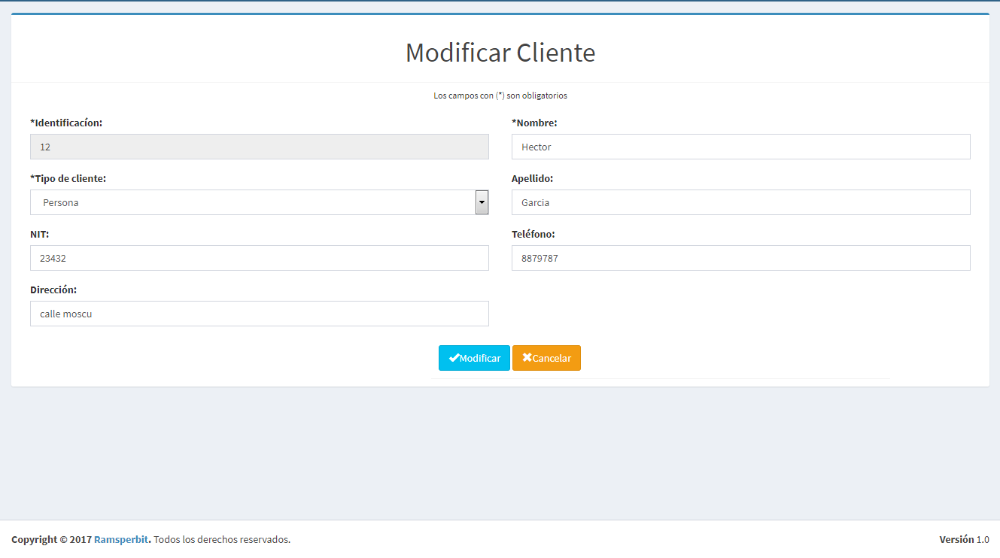 Modificar Cliente
Los campos con (*) son obligatorios
*Identificacíon:
12
*Nombre:
Hector
*Tipo de cliente:
Persona
Apellido:
Garcia
NIT:
23432
Teléfono:
8879787
Dirección:
calle moscu
Modificar
Cancelar
Copyright © 2017 Ramsperbit. Todos los derechos reservados.
Versión 1.0